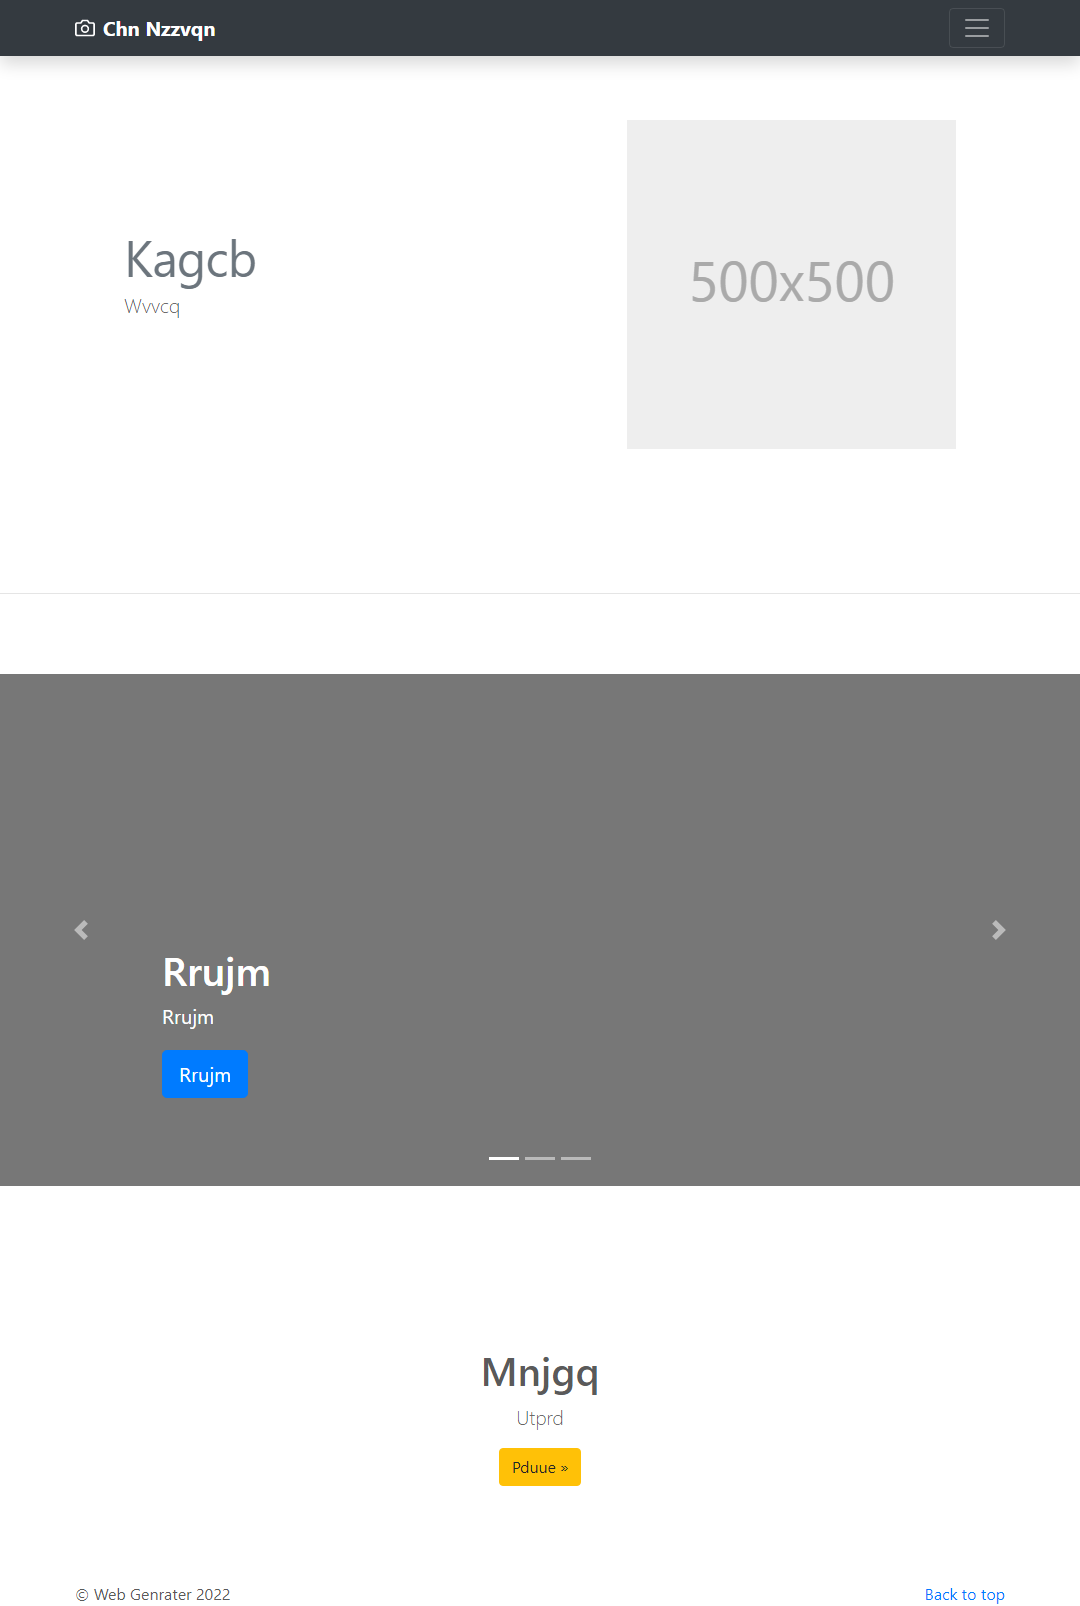 Chn Nzzvqn
Kagcb
Wvvcq
500x500
Rrujm
Rrujm
Rrujm
Mnjgq
Utprd
Pduue »
© Web Genrater 2022
Back to top